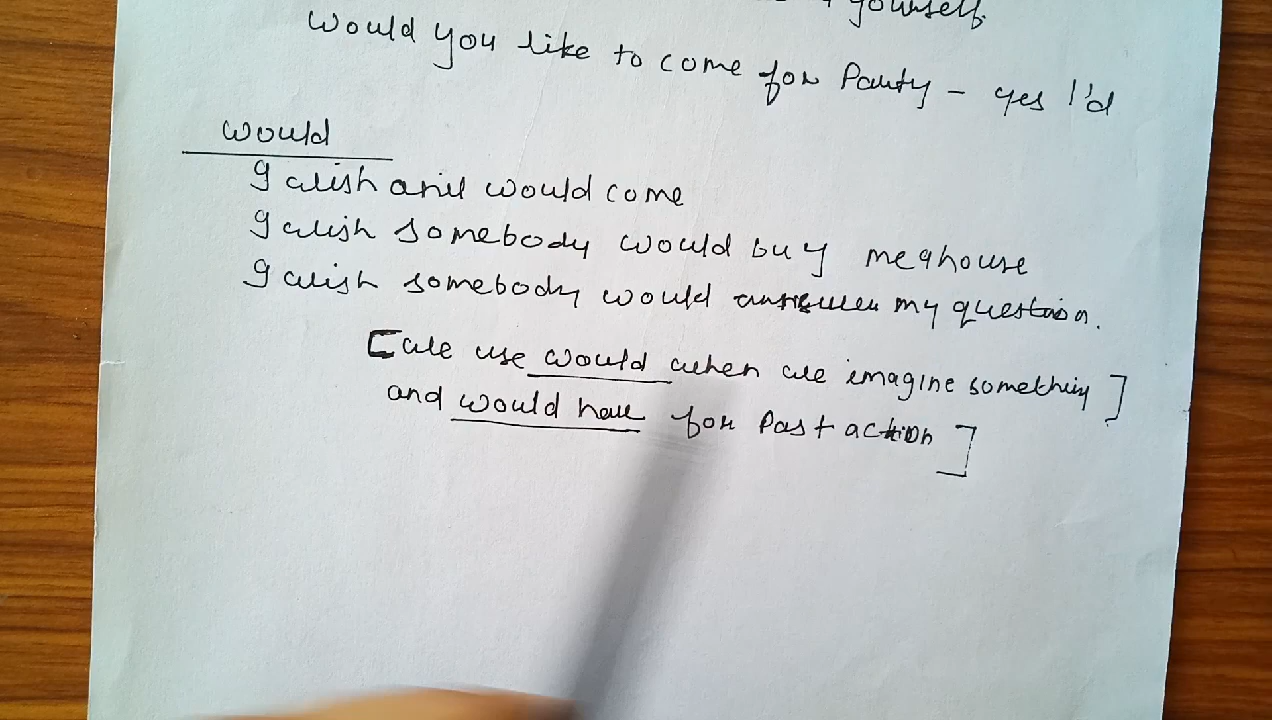 yourself.
Would you like to come for Party - yes I'd
would
I wish anil would come
I wish somebody would buy me a house
I wish somebody would answer my question.
[we use would when we imagine something]
and would have for Past action]